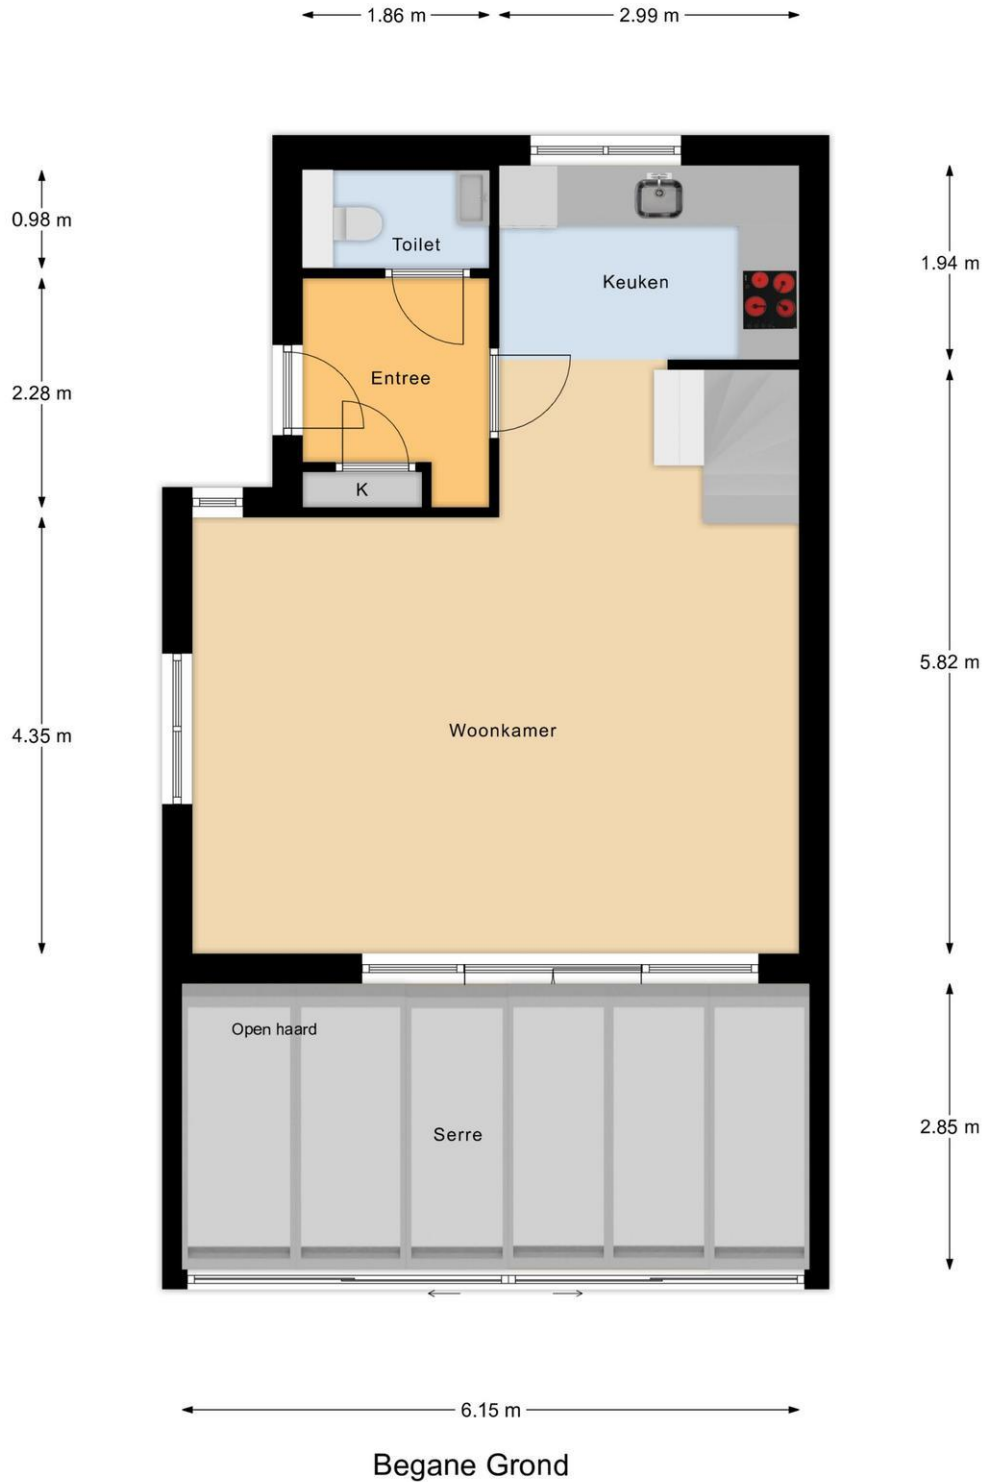 1.86 m
2.99 m
0.98 m
Toilet
1.94 m
Keuken
Entree
2.28 m
K
5.82 m
Woonkamer
4.35 m
Open haard
Serre
2.85 m
6.15 m
Begane Grond